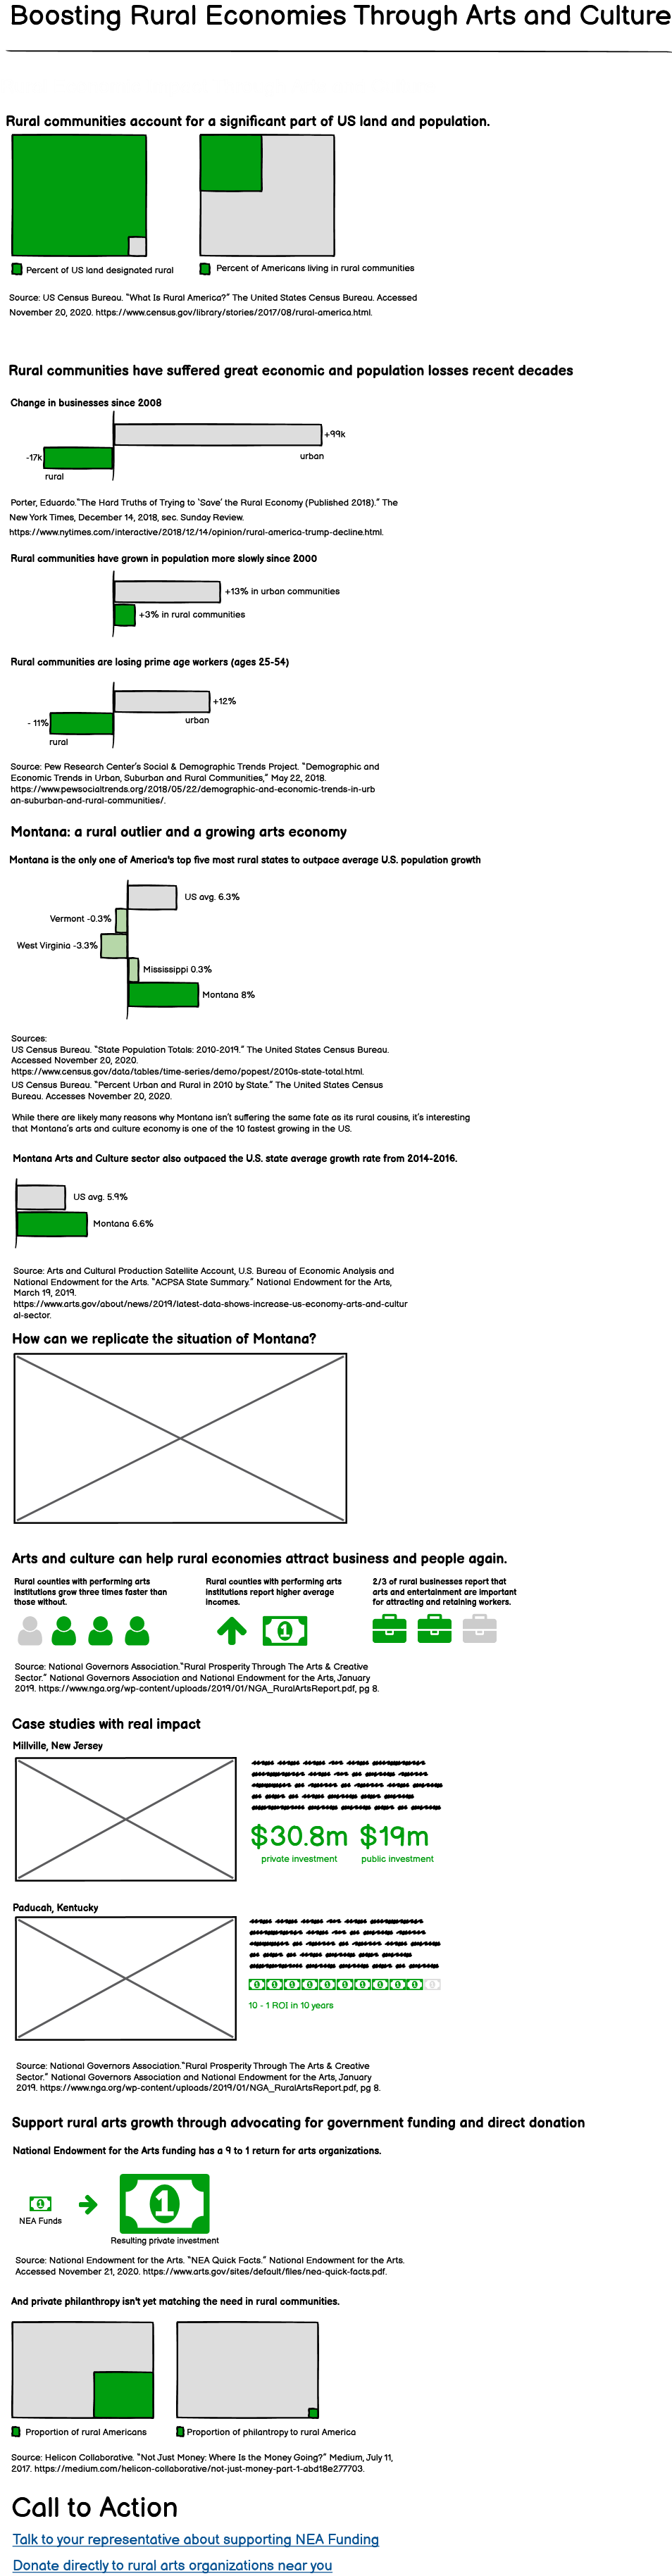 Boosting Rural Economies Through Arts and Culture
Rural communities account for a significant part of US land and population.
Percent of US land designated rural
Percent of Americans living in rural communities
Source: US Census Bureau. "What Is Rural America?" The United States Census Bureau. Accessed
November 20, 2020. https://www.census.gov/library/stories/2017/08/rural-america.html.
Rural communities have suffered great economic and population losses recent decades
Change in businesses since 2008
+99k
-17k
urban
rural
Porter, Eduardo."The Hard Truths of Trying to 'Save' the Rural Economy (Published 2018)." The
New York Times, December 14, 2018, sec. Sunday Review.
https://www.nytimes.com/interactive/2018/12/14/opinion/rural-america-trump-decline.html.
Rural communities have grown in population more slowly since 2000
+13% in urban communities
+3% in rural communities
Rural communities are losing prime age workers (ages 25-54)
+12%
- 11%
urban
rural
Source: Pew Research Center's Social & Demographic Trends Project. "Demographic and
Economic Trends in Urban, Suburban and Rural Communities," May 22, 2018.
https://www.pewsocialtrends.org/2018/05/22/demographic-and-economic-trends-in-urb
an-suburban-and-rural-communities/.
Montana: a rural outlier and a growing arts economy
Montana is the only one of America's top five most rural states to outpace average U.S. population growth
US avg. 6.3%
Vermont -0.3%
West Virginia -3.3%
Mississippi 0.3%
Montana 8%
Sources:
US Census Bureau. "State Population Totals: 2010-2019." The United States Census Bureau.
Accessed November 20, 2020.
https://www.census.gov/data/tables/time-series/demo/popest/2010s-state-total.html.
US Census Bureau. "Percent Urban and Rural in 2010 by State." The United States Census
Bureau. Accesses November 20, 2020.
While there are likely many reasons why Montana isn't suffering the same fate as its rural cousins, it's interesting
that Montana's arts and culture economy is one of the 10 fastest growing in the US.
Montana Arts and Culture sector also outpaced the U.S. state average growth rate from 2014-2016.
US avg. 5.9%
Montana 6.6%
Source: Arts and Cultural Production Satellite Account, U.S. Bureau of Economic Analysis and
National Endowment for the Arts. "ACPSA State Summary." National Endowment for the Arts,
March 19, 2019.
https://www.arts.gov/about/news/2019/latest-data-shows-increase-us-economy-arts-and-cultur
al-sector.
How can we replicate the situation of Montana?
Arts and culture can help rural economies attract business and people again.
Rural counties with performing arts
institutions grow three times faster than
those without.
Rural counties with performing arts
institutions report higher average
incomes.
2/3 of rural businesses report that
arts and entertainment are important
for attracting and retaining workers.
1
Source: National Governors Association."Rural Prosperity Through The Arts & Creative
Sector." National Governors Association and National Endowment for the Arts, January
2019. https://www.nga.org/wp-content/uploads/2019/01/NGA_RuralArtsReport.pdf, pg 8.
Case studies with real impact
Millville, New Jersey
$30.8m $19m
private investment public investment
Paducah, Kentucky
10 - 1 ROI in 10 years
Source: National Governors Association."Rural Prosperity Through The Arts & Creative
Sector." National Governors Association and National Endowment for the Arts, January
2019. https://www.nga.org/wp-content/uploads/2019/01/NGA_RuralArtsReport.pdf, pg 8.
Support rural arts growth through advocating for government funding and direct donation
National Endowment for the Arts funding has a 9 to 1 return for arts organizations.
1
1
NEA Funds
Resulting private investment
Source: National Endowment for the Arts. "NEA Quick Facts." National Endowment for the Arts.
Accessed November 21, 2020. https://www.arts.gov/sites/default/files/nea-quick-facts.pdf.
And private philanthropy isn't yet matching the need in rural communities.
Proportion of rural Americans
Proportion of philantropy to rural America
Source: Helicon Collaborative. "Not Just Money: Where Is the Money Going?" Medium, July 11,
2017. https://medium.com/helicon-collaborative/not-just-money-part-1-abd18e277703.
Call to Action
Talk to your representative about supporting NEA Funding
Donate directly to rural arts organizations near you